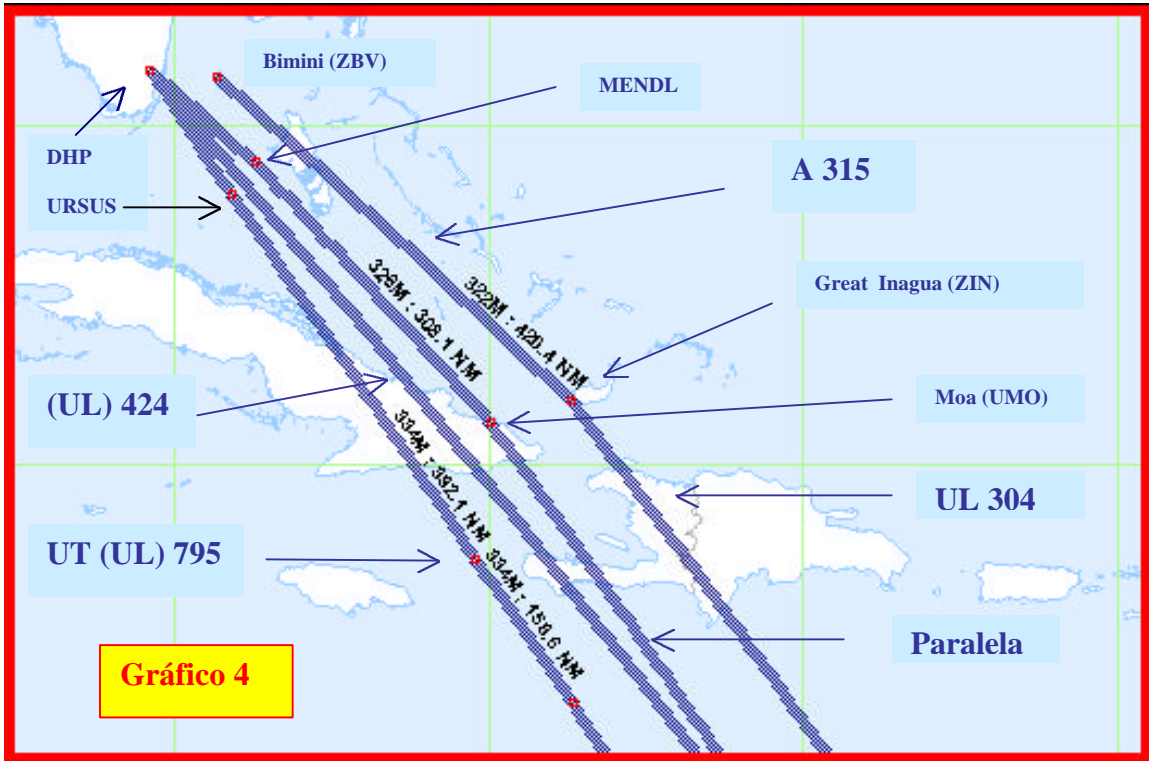 Bimini (ZBV)
MENDL
DHP
URSUS
A 315
Great Inagua (ZIN)
326M : 308.1 NM
322M : 420.4 NM
(UL) 424
Moa (UMO)
334M : 392.1 NM
334M : 158.6 NM
UL 304
UT (UL) 795
Paralela
Gráfico 4